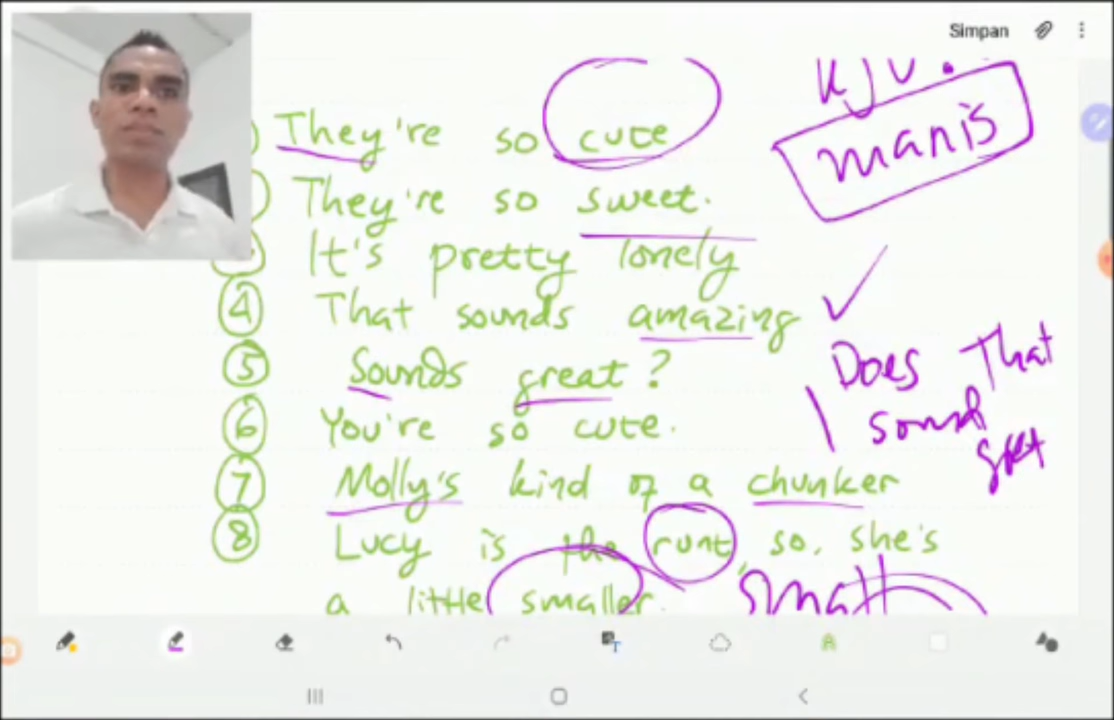 Simpan
They're so cute
manis
They're so sweet.
It's pretty lonely
4 That sounds amazing
5 Sounds great?
Does That
sound
6 You're so cute.
7 Molly's kind of a chunker
8 Lucy is the runt, so, she's
a little smaller.
small